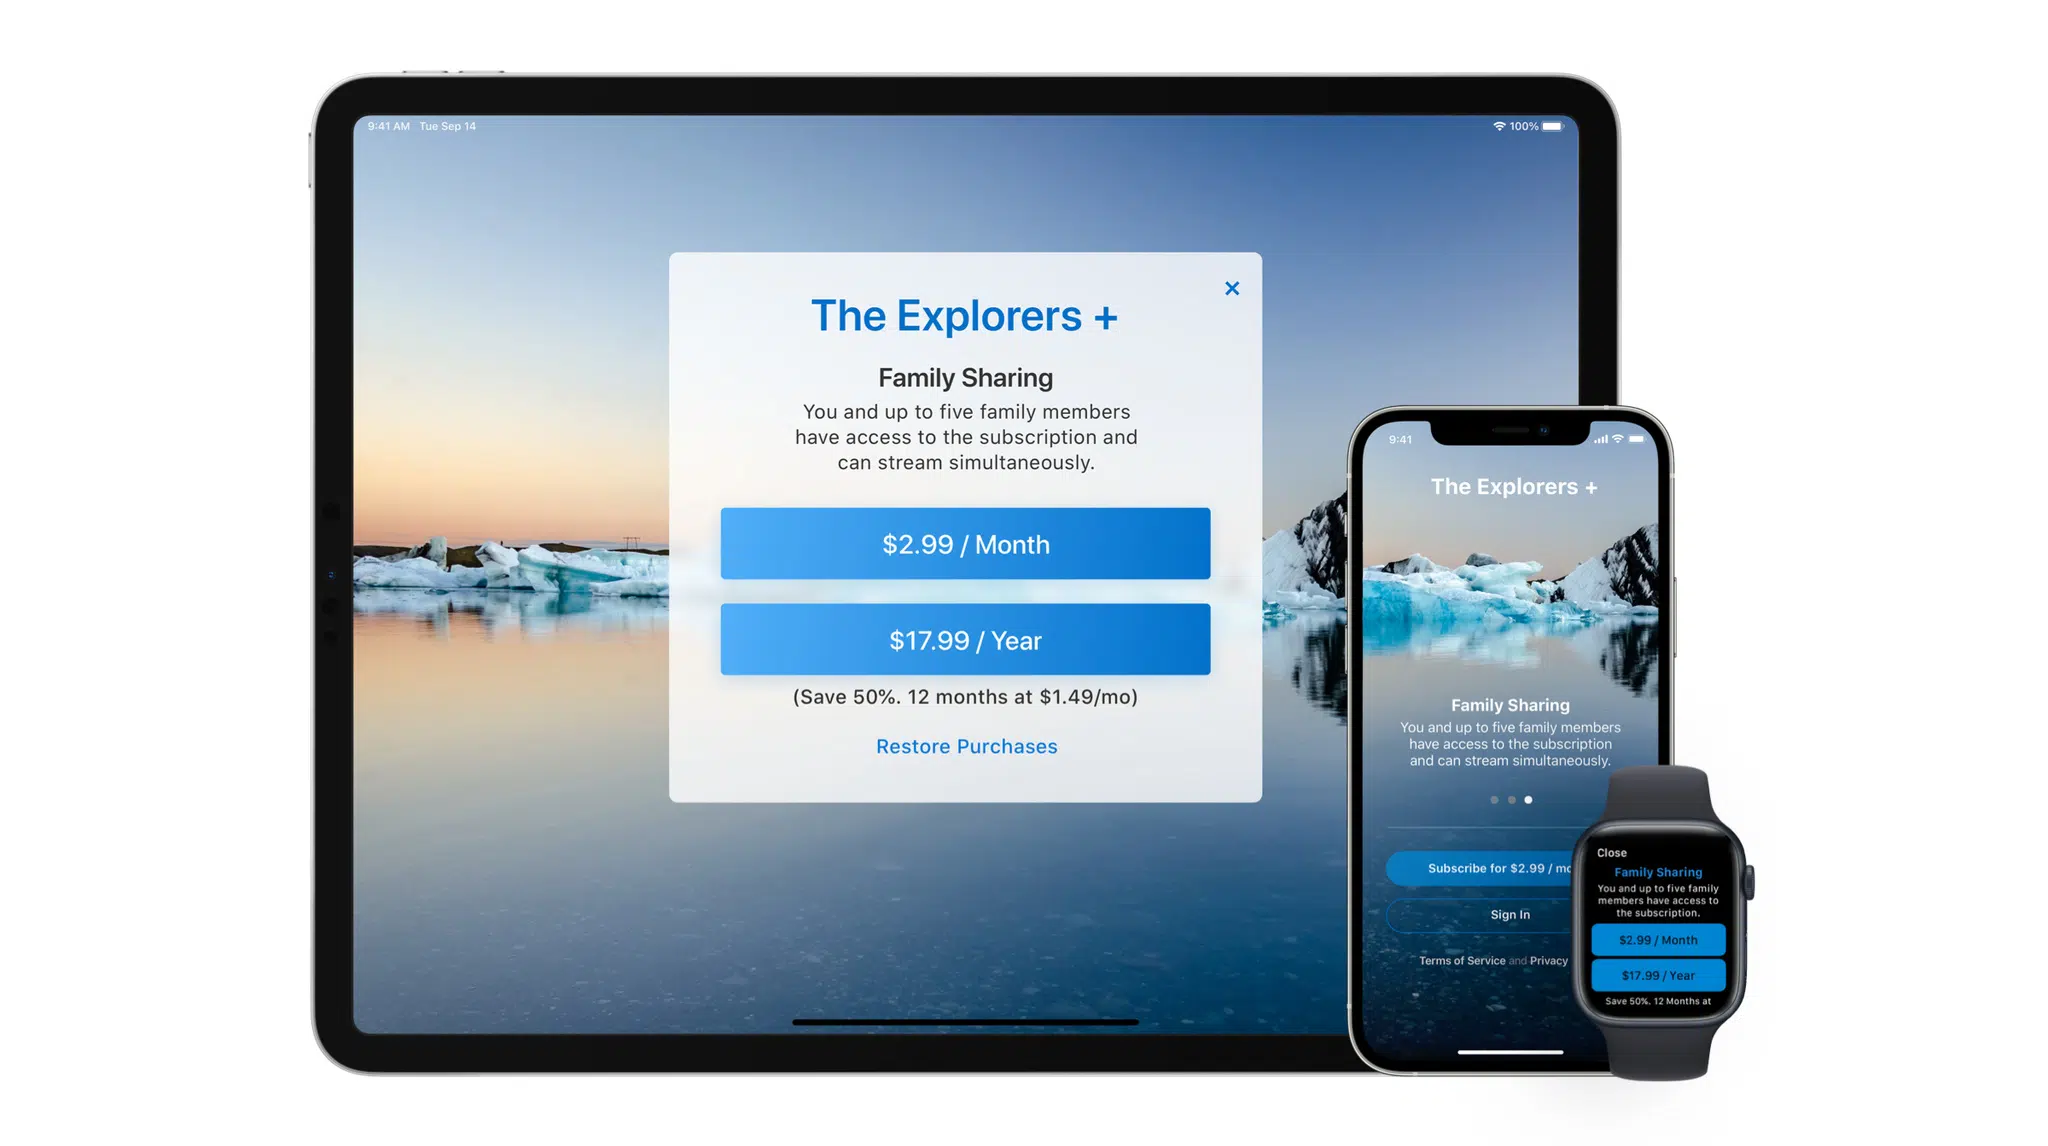 9:41 AM Tue Sep 14
100%
The Explorers +
Family Sharing
You and up to five family members
have access to the subscription and
can stream simultaneously.
$2.99 / Month
$17.99 / Year
(Save 50%. 12 months at $1.49/mo)
Restore Purchases
9:41
The Explorers +
Family Sharing
You and up to five family members
have access to the subscription
and can stream simultaneously.
Subscribe for $2.99 /
Sign In
Terms of Service and Privacy
Close
Family Sharing
You and up to five family
members have access to
the subscription.
$2.99 / Month
$17.99 / Year
Save 50%. 12 Months at